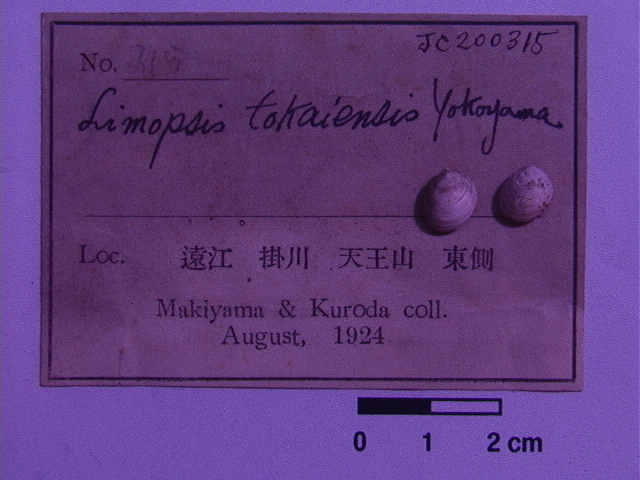 JC200315
No. 315
Limopsis tokaiensis Yokoyama.
Loc. 遠江 掛川 天王山 東側
Makiyama & Kuroda coll.
August, 1924
0 1 2 cm